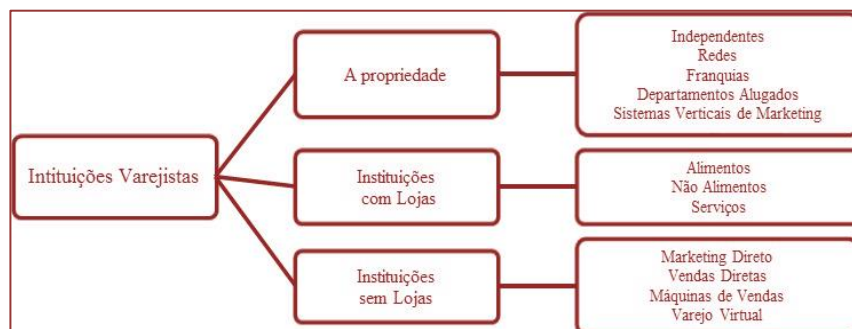 Intituições Varejistas
A propriedade
Independentes
Redes
Franquias
Departamentos Alugados
Sistemas Verticais de Marketing
Instituições
com Lojas
Alimentos
Não Alimentos
Serviços
Instituições
sem Lojas
Marketing Direto
Vendas Diretas
Máquinas de Vendas
Varejo Virtual